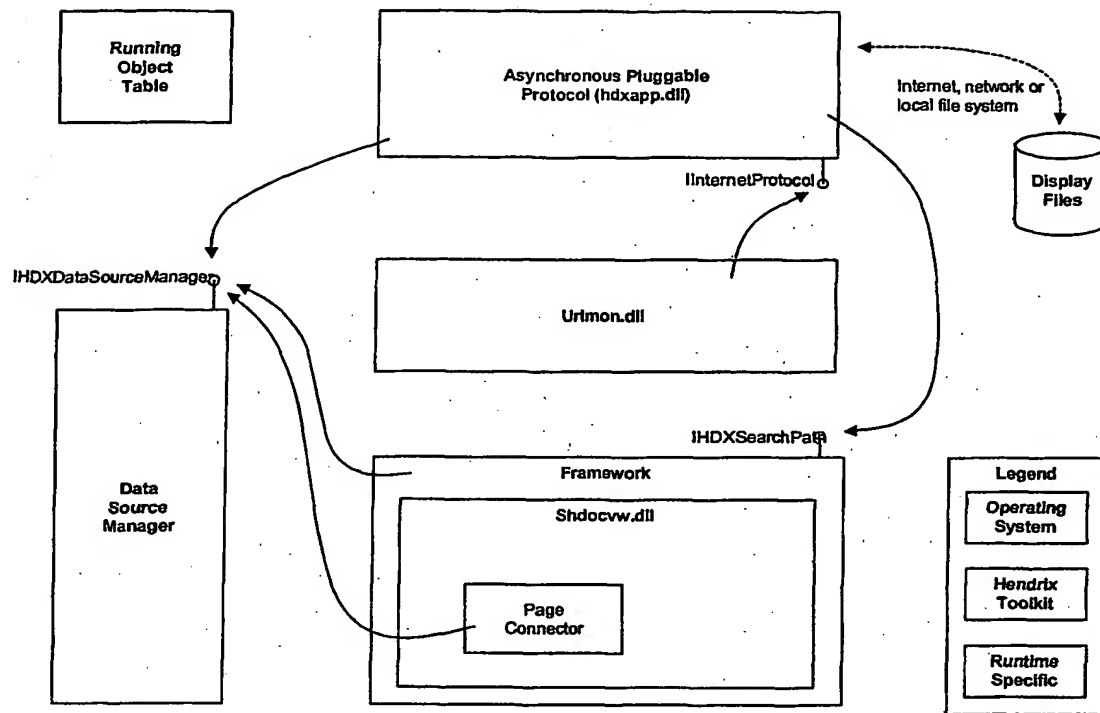 Running
Object
Table
Asynchronous Pluggable
Protocol (hdxapp.dll)
Internet, network or
local file system
Display
Files
IInternetProtocol
IHDXDataSourceManager
Urlmon.dll
IHDXSearchPath
Framework
Shdocvw.dll
Data
Source
Manager
Page
Connector
Legend
Operating
System
Hendrix
Toolkit
Runtime
Specific